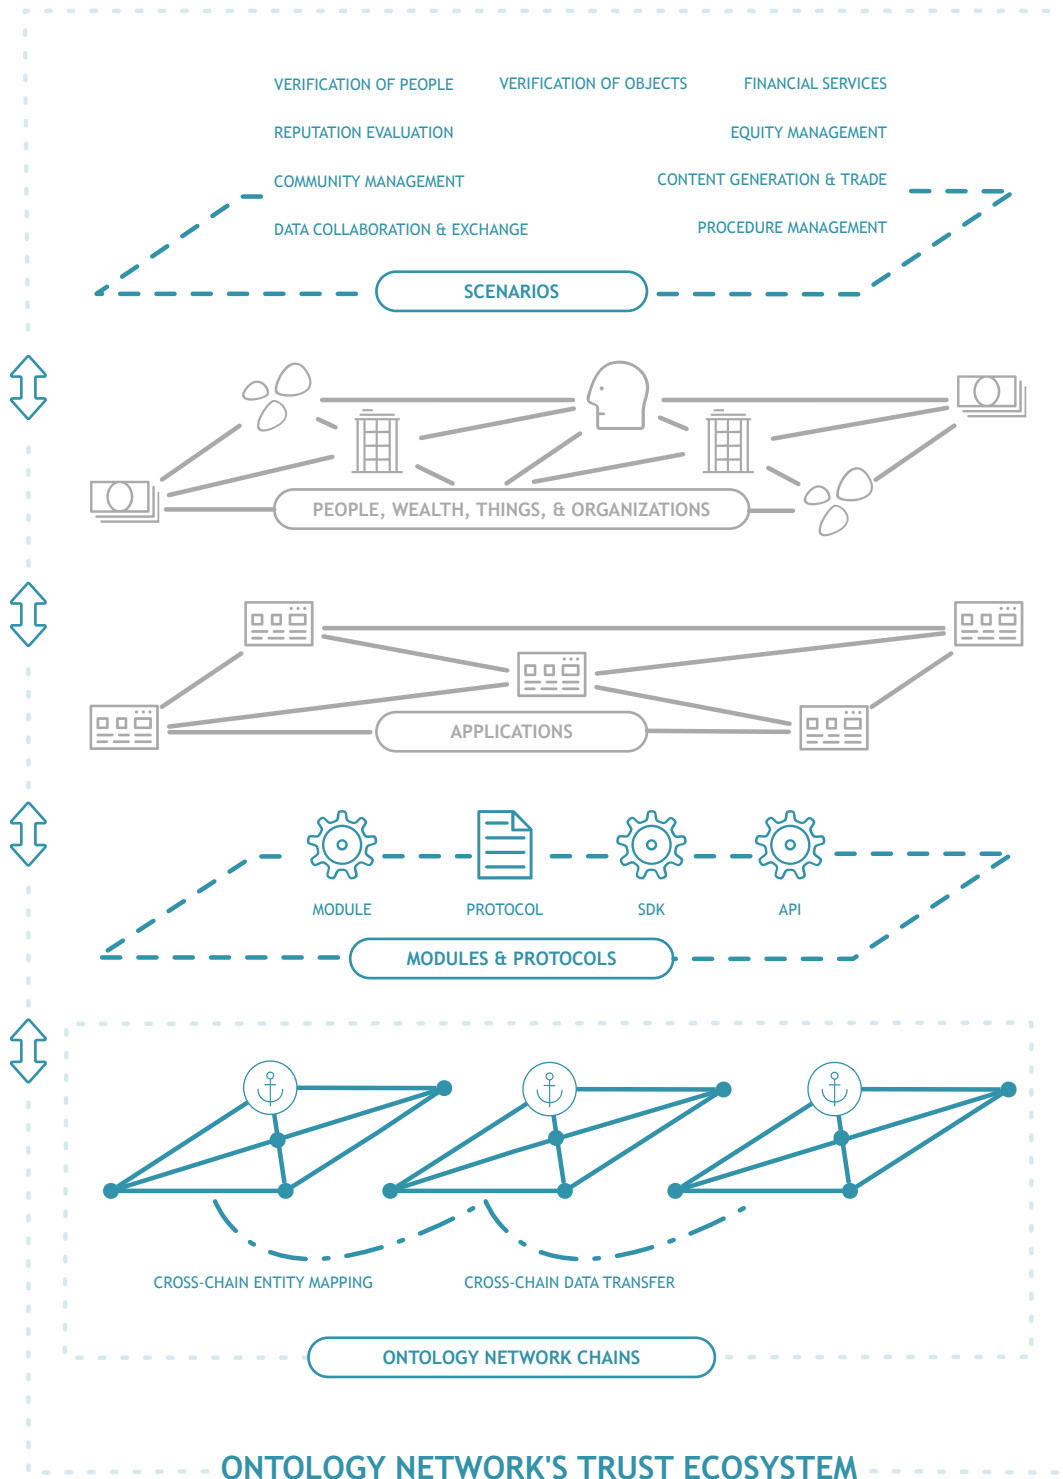 VERIFICATION OF PEOPLE
VERIFICATION OF OBJECTS
FINANCIAL SERVICES
REPUTATION EVALUATION
EQUITY MANAGEMENT
COMMUNITY MANAGEMENT
CONTENT GENERATION & TRADE
DATA COLLABORATION & EXCHANGE
PROCEDURE MANAGEMENT
SCENARIOS
PEOPLE, WEALTH, THINGS, & ORGANIZATIONS
APPLICATIONS
MODULE
PROTOCOL
SDK
API
MODULES & PROTOCOLS
CROSS-CHAIN ENTITY MAPPING
CROSS-CHAIN DATA TRANSFER
ONTOLOGY NETWORK CHAINS
ONTOLOGY NETWORK'S TRUST ECOSYSTEM